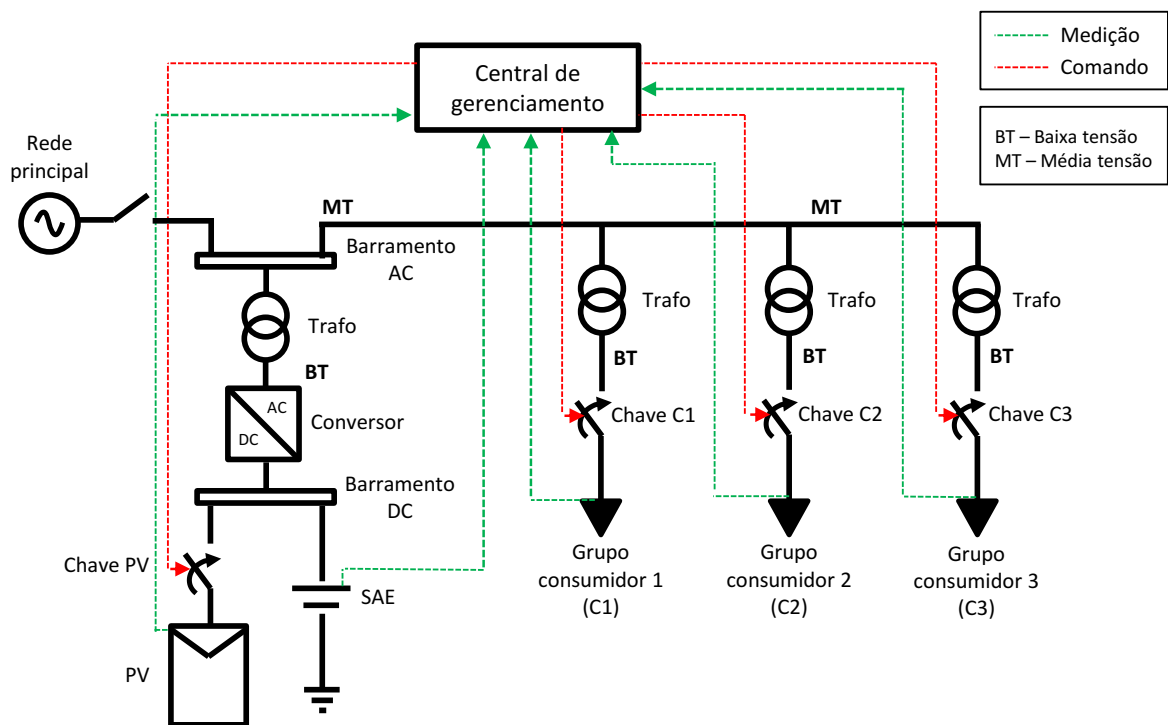 Medição
Comando
BT – Baixa tensão
MT – Média tensão
Central de
gerenciamento
Rede
principal
MT
MT
Barramento
AC
Trafo
Trafo
Trafo
Trafo
BT
BT
BT
BT
AC
DC
Conversor
Chave C1
Chave C2
Chave C3
Barramento
DC
Chave PV
SAE
PV
Grupo
consumidor 1
(C1)
Grupo
consumidor 2
(C2)
Grupo
consumidor 3
(C3)